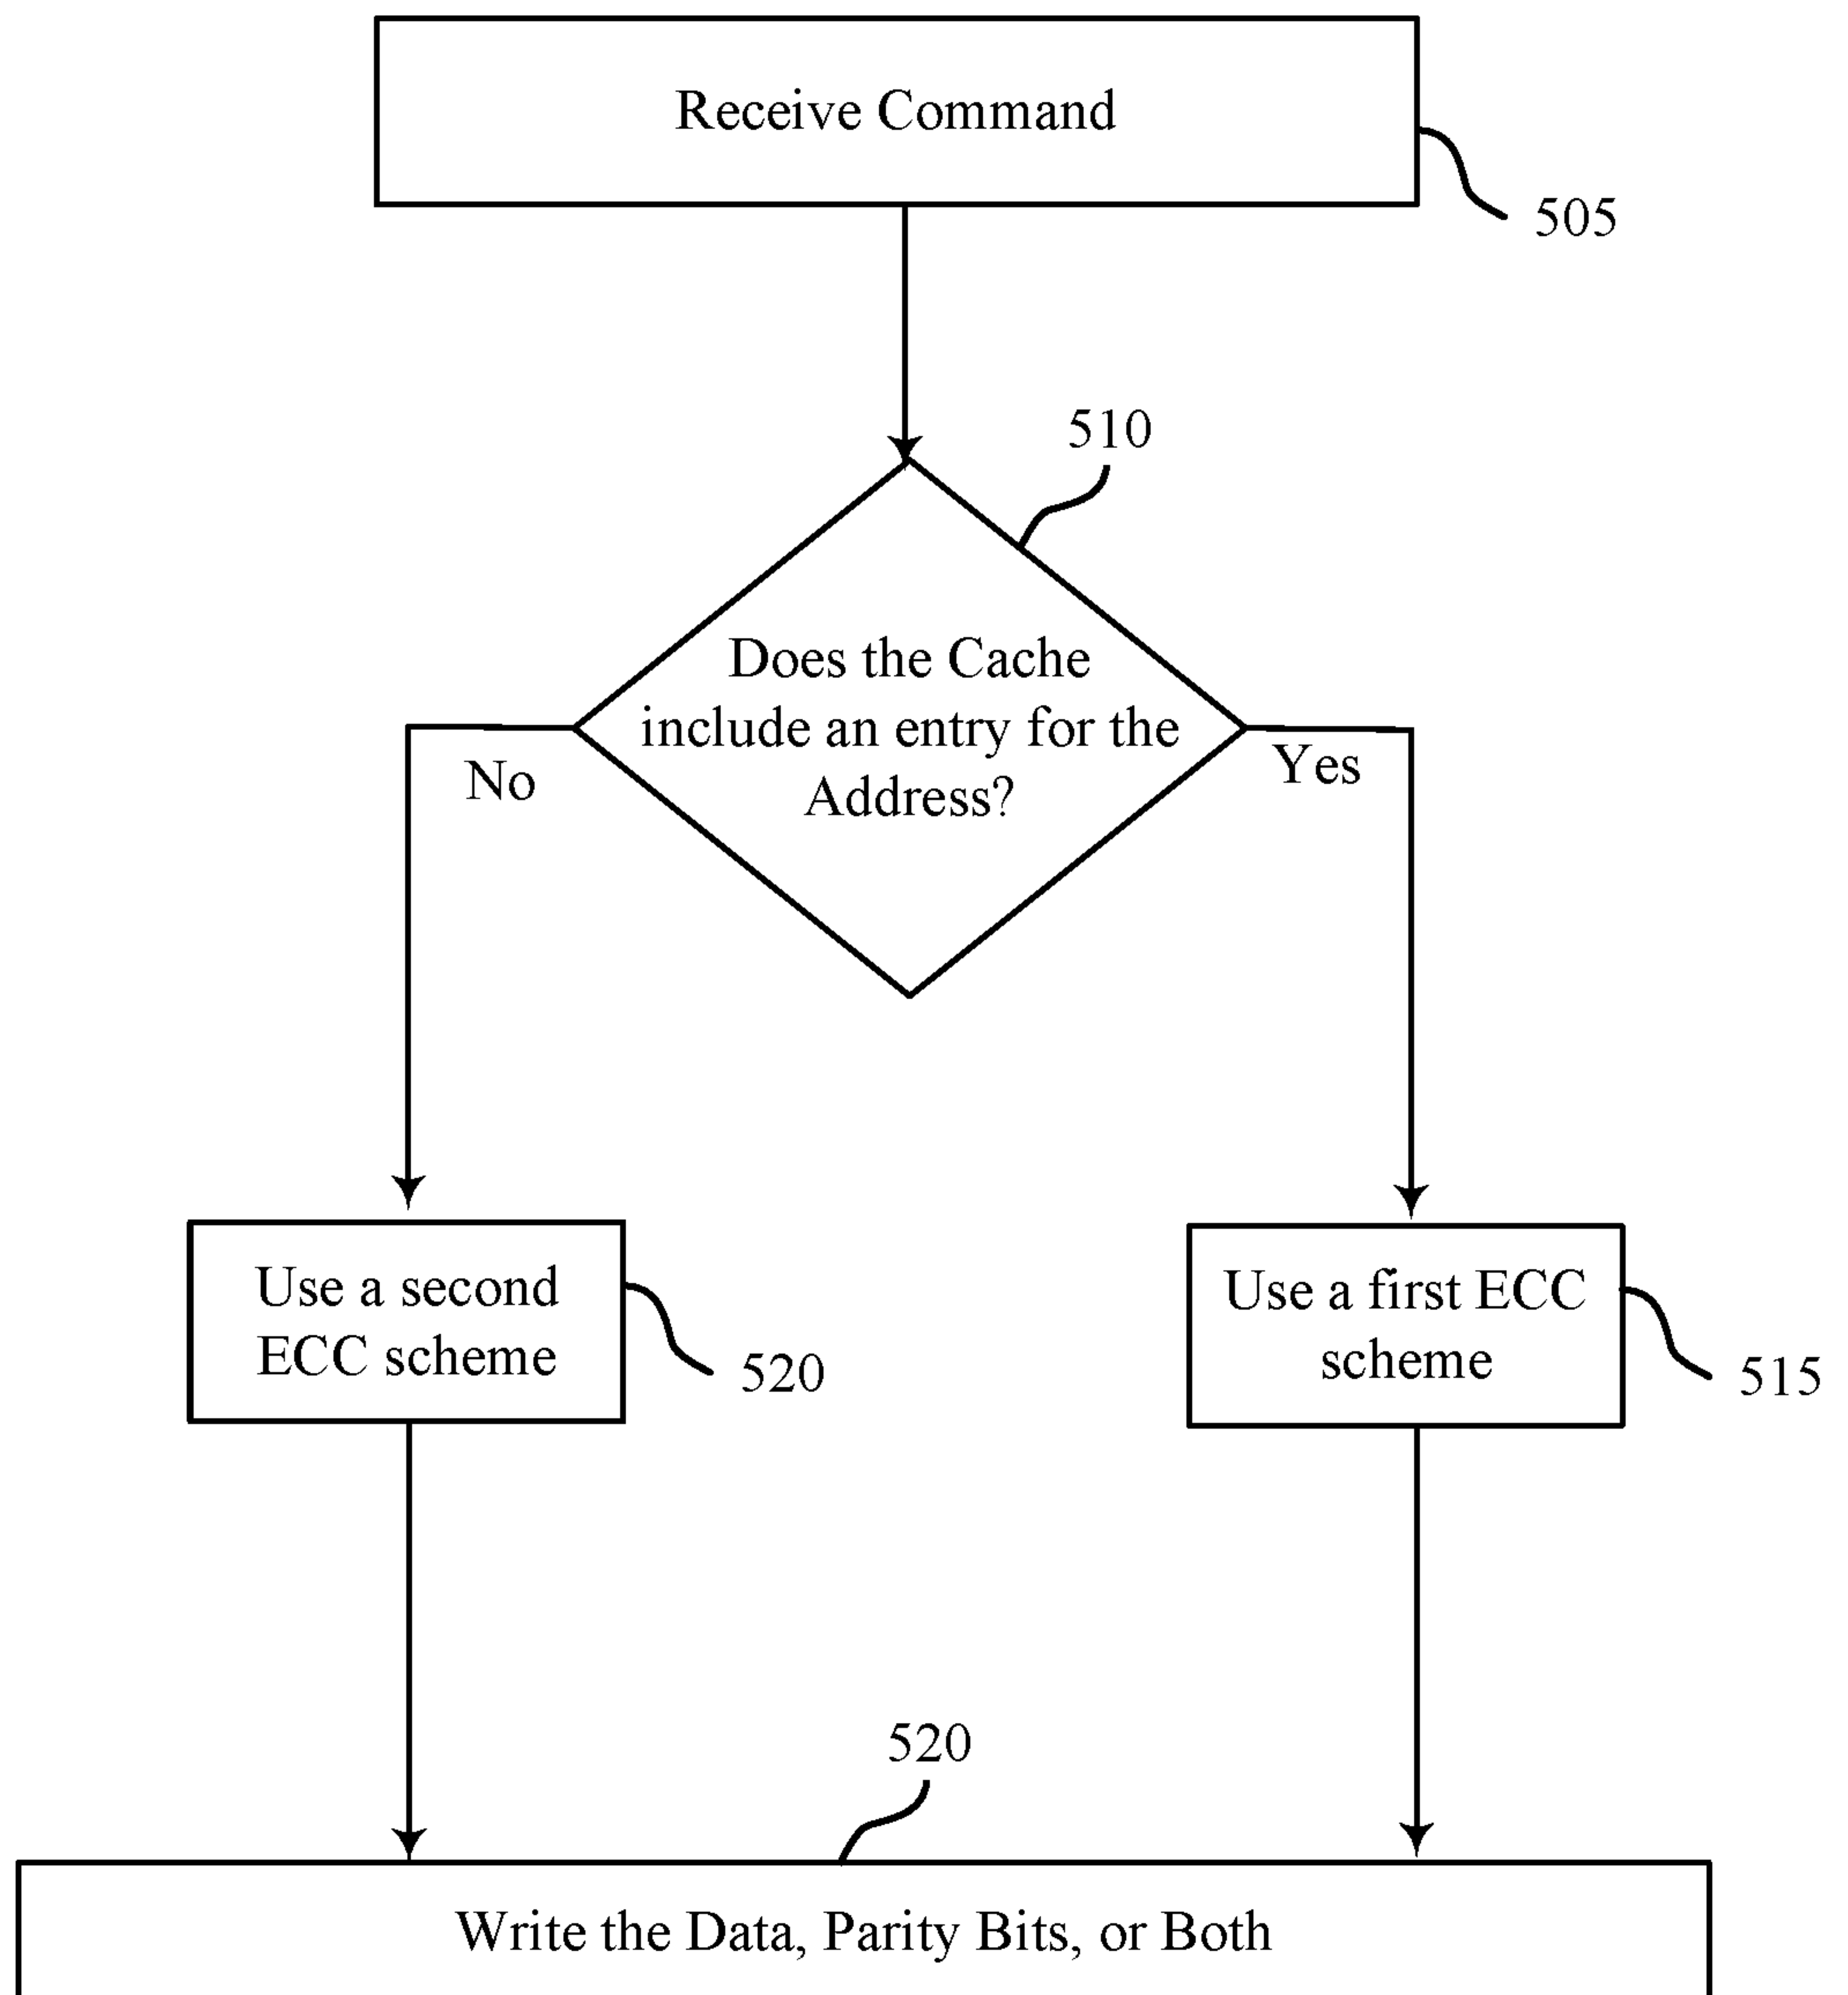 Receive Command
505
510
Does the Cache
include an entry for the
Address?
No
Yes
Use a second
ECC scheme
520
Use a first ECC
scheme
515
520
Write the Data, Parity Bits, or Both